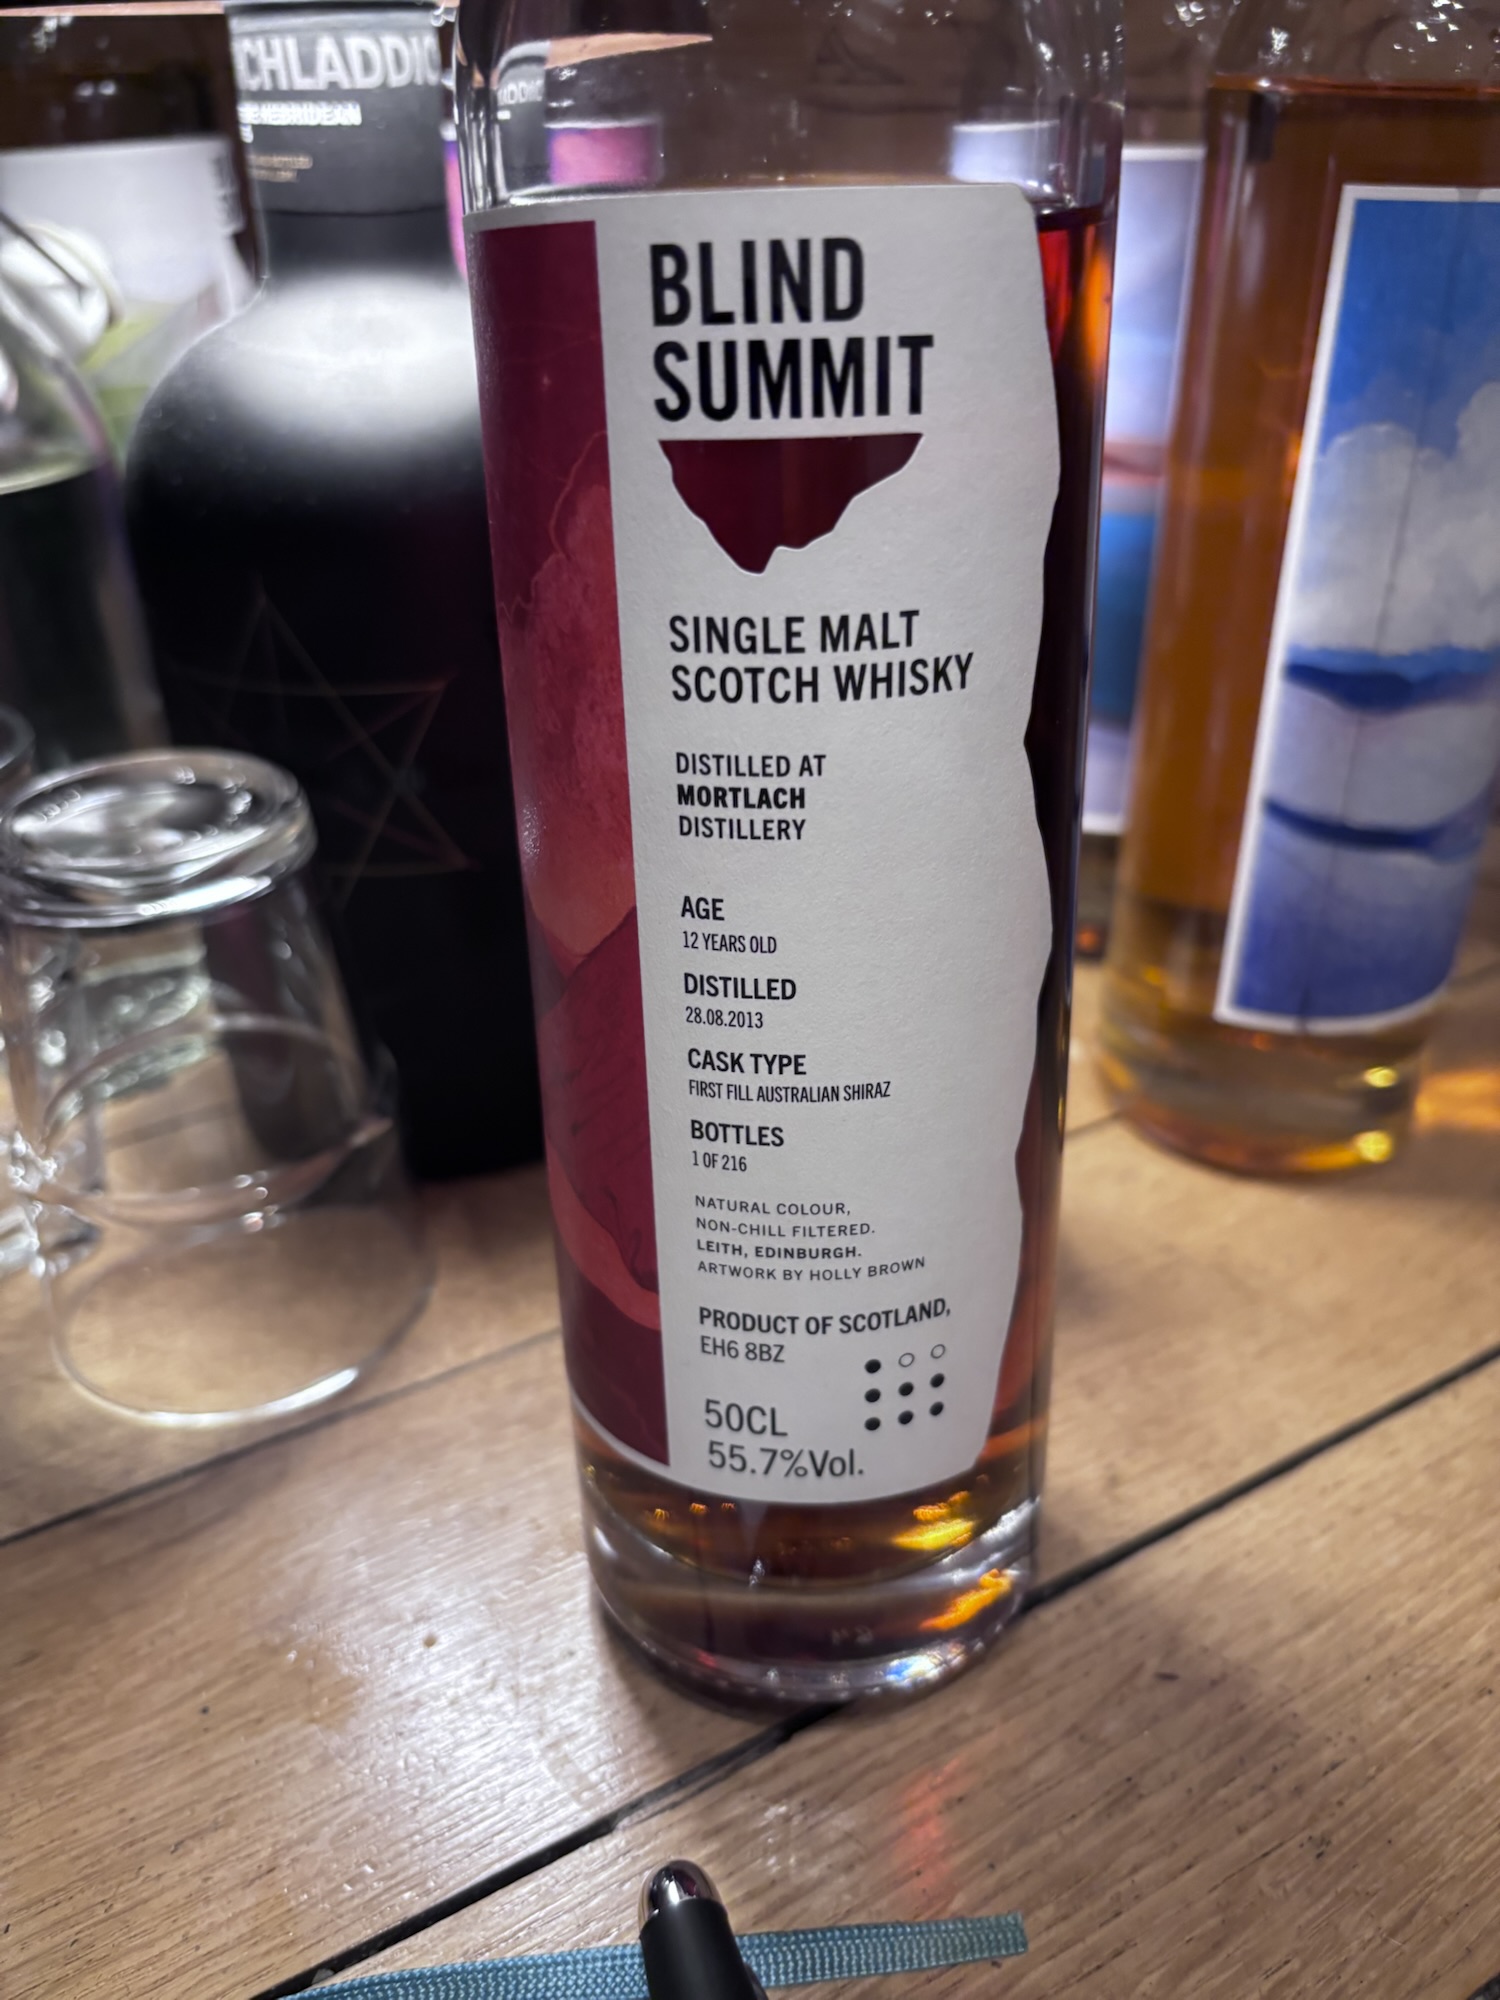 CHLADDIC
HEBRIDEAN
BLIND
SUMMIT
SINGLE MALT
SCOTCH WHISKY
DISTILLED AT
MORTLACH
DISTILLERY
AGE
12 YEARS OLD
DISTILLED
28.08.2013
CASK TYPE
FIRST FILL AUSTRALIAN SHIRAZ
BOTTLES
1 OF 216
NATURAL COLOUR,
NON-CHILL FILTERED.
LEITH, EDINBURGH.
ARTWORK BY HOLLY BROWN
PRODUCT OF SCOTLAND,
EH6 8BZ
50CL
55.7%Vol.